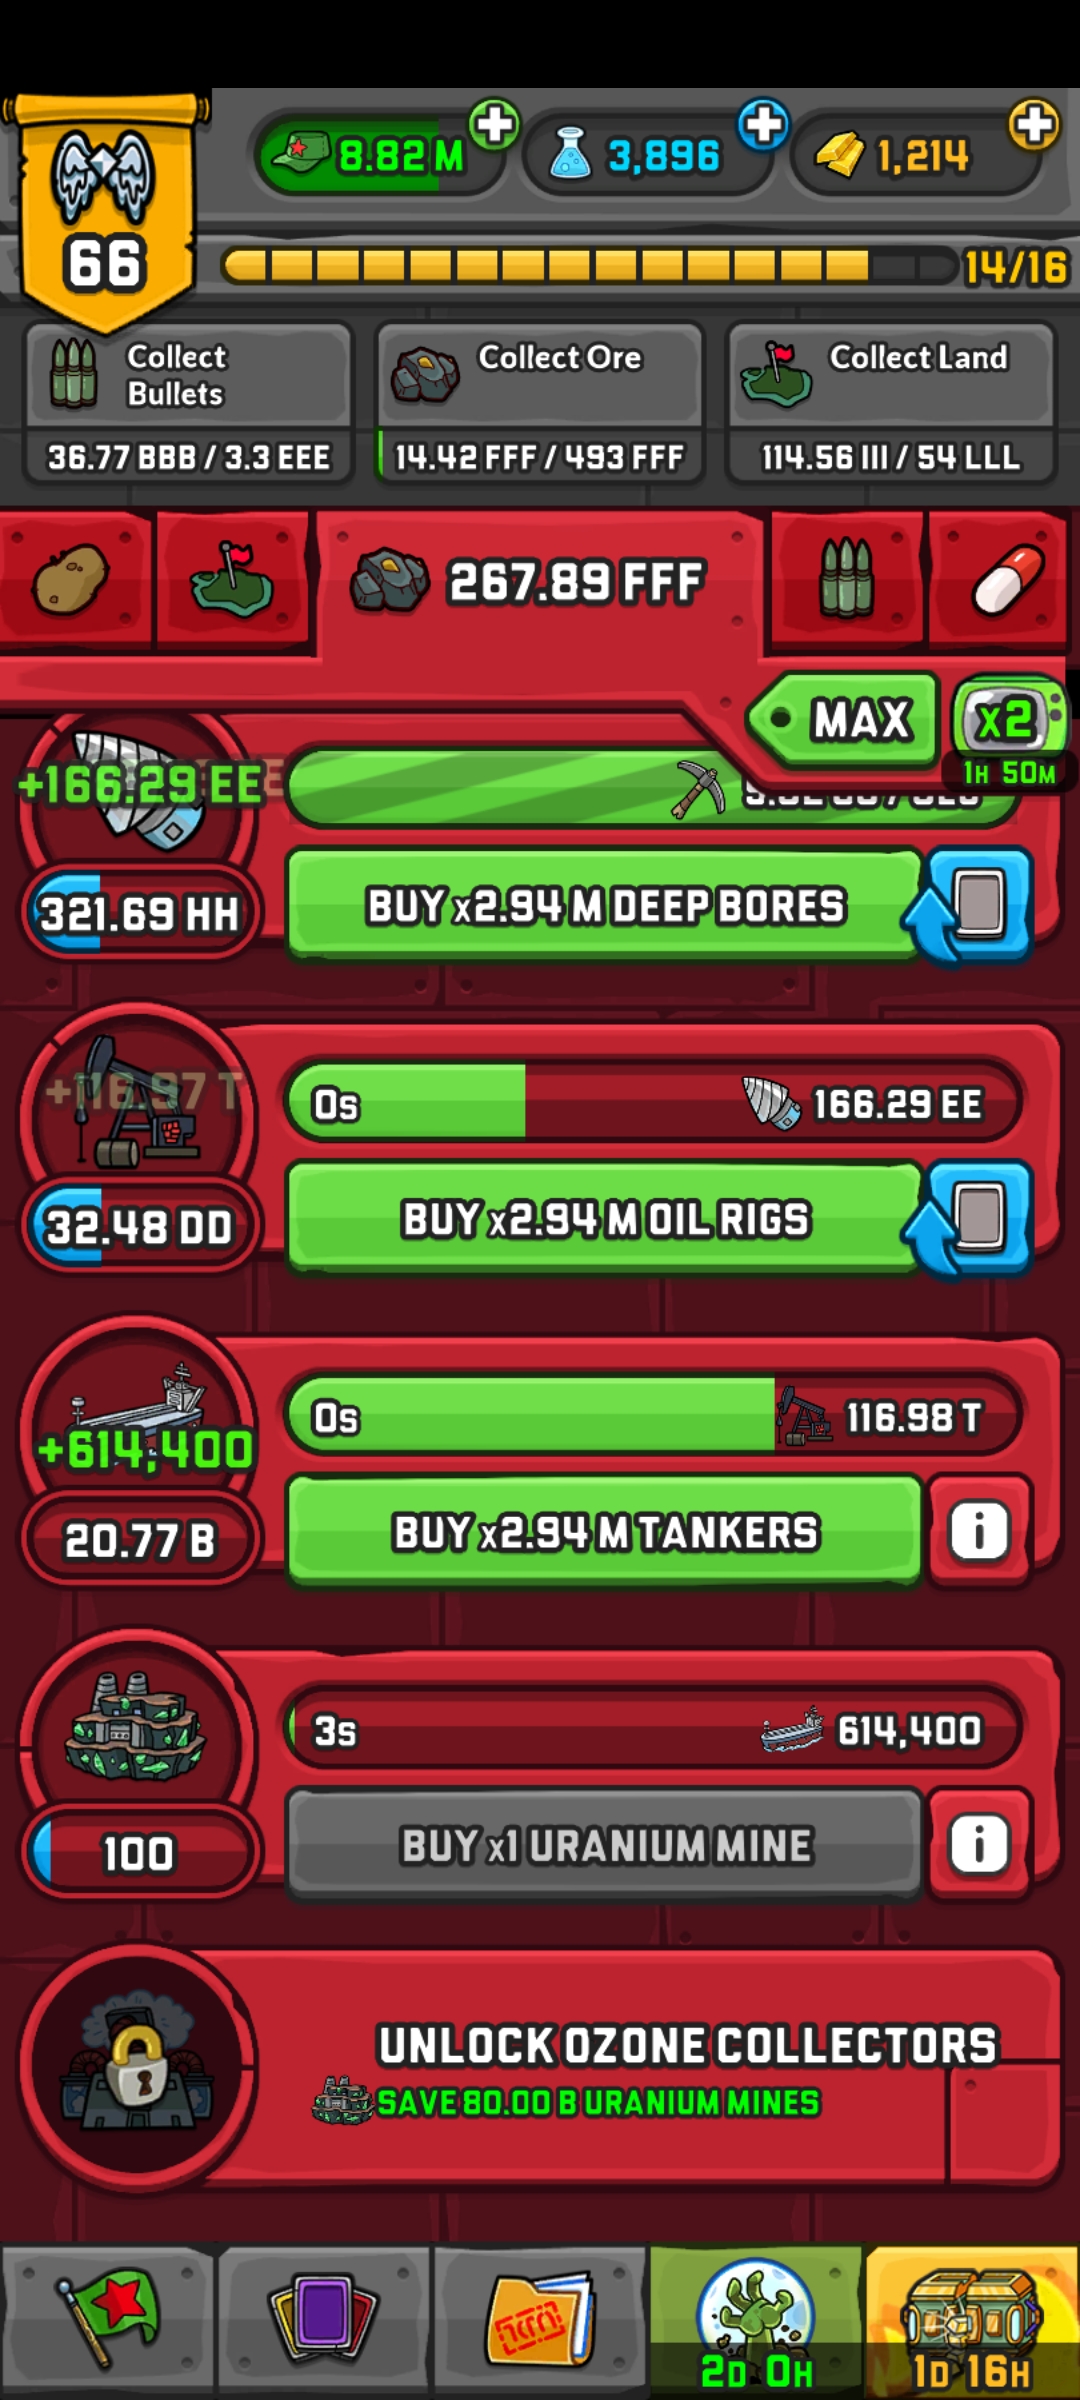 66
8.82 M
3,896
1,214
14/16
Collect
Bullets
36.77 BBB / 3.3 EEE
Collect Ore
14.42 FFF / 493 FFF
Collect Land
114.56 III / 54 LLL
267.89 FFF
MAX
x2
1H 50M
+166.29 EE
321.69 HH
BUY x2.94 M DEEP BORES
+116.97 T
0s
166.29 EE
32.48 DD
BUY x2.94 M OIL RIGS
+614,400
0s
116.98 T
20.77 B
BUY x2.94 M TANKERS
i
3s
614,400
100
BUY x1 URANIUM MINE
i
UNLOCK OZONE COLLECTORS
SAVE 80.00 B URANIUM MINES
2D 0H
1D 16H